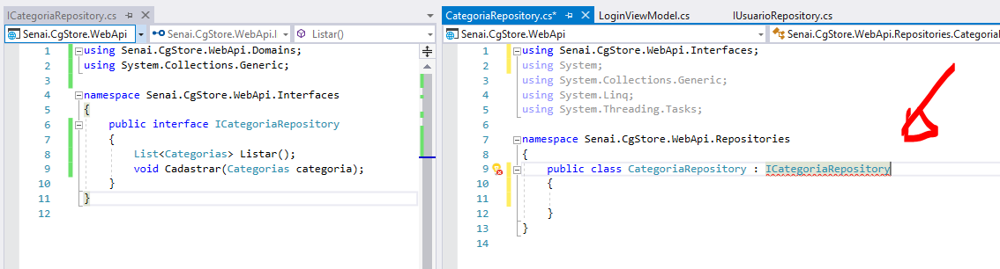 ICategoriaRepository.cs
Senai.CgStore.WebApi
Senai.CgStore.WebApi.I
Listar()
1 using Senai.CgStore.WebApi.Domains;
2 using System.Collections.Generic;
3
4 namespace Senai.CgStore.WebApi.Interfaces
5 {
6 public interface ICategoriaRepository
7 {
8 List<Categorias> Listar();
9 void Cadastrar(Categorias categoria);
10 }
11 }
12
CategoriaRepository.cs*
LoginViewModel.cs
IUsuarioRepository.cs
Senai.CgStore.WebApi
Senai.CgStore.WebApi.Repositories.Categoria
1 using Senai.CgStore.WebApi.Interfaces;
2 using System;
3 using System.Collections.Generic;
4 using System.Linq;
5 using System.Threading.Tasks;
6
7 namespace Senai.CgStore.WebApi.Repositories
8 {
9 public class CategoriaRepository : ICategoriaRepository
10 {
11
12 }
13 }
14